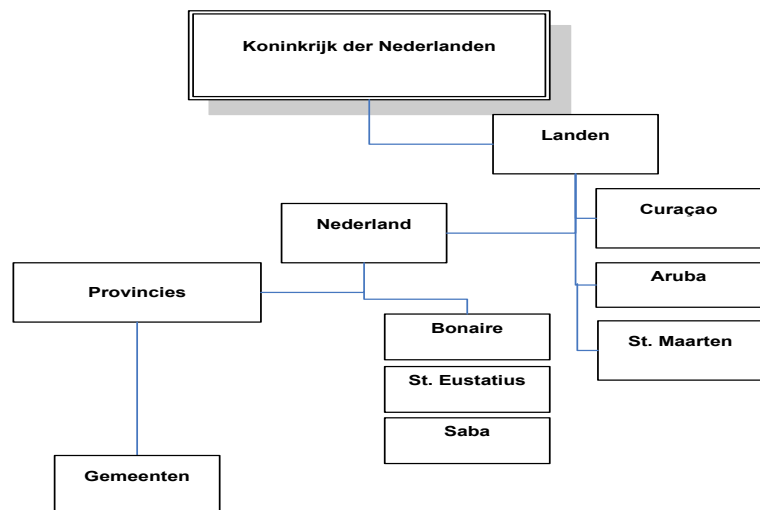 Koninkrijk der Nederlanden
Landen
Curaçao
Nederland
Aruba
Provincies
Bonaire
St. Maarten
St. Eustatius
Saba
Gemeenten